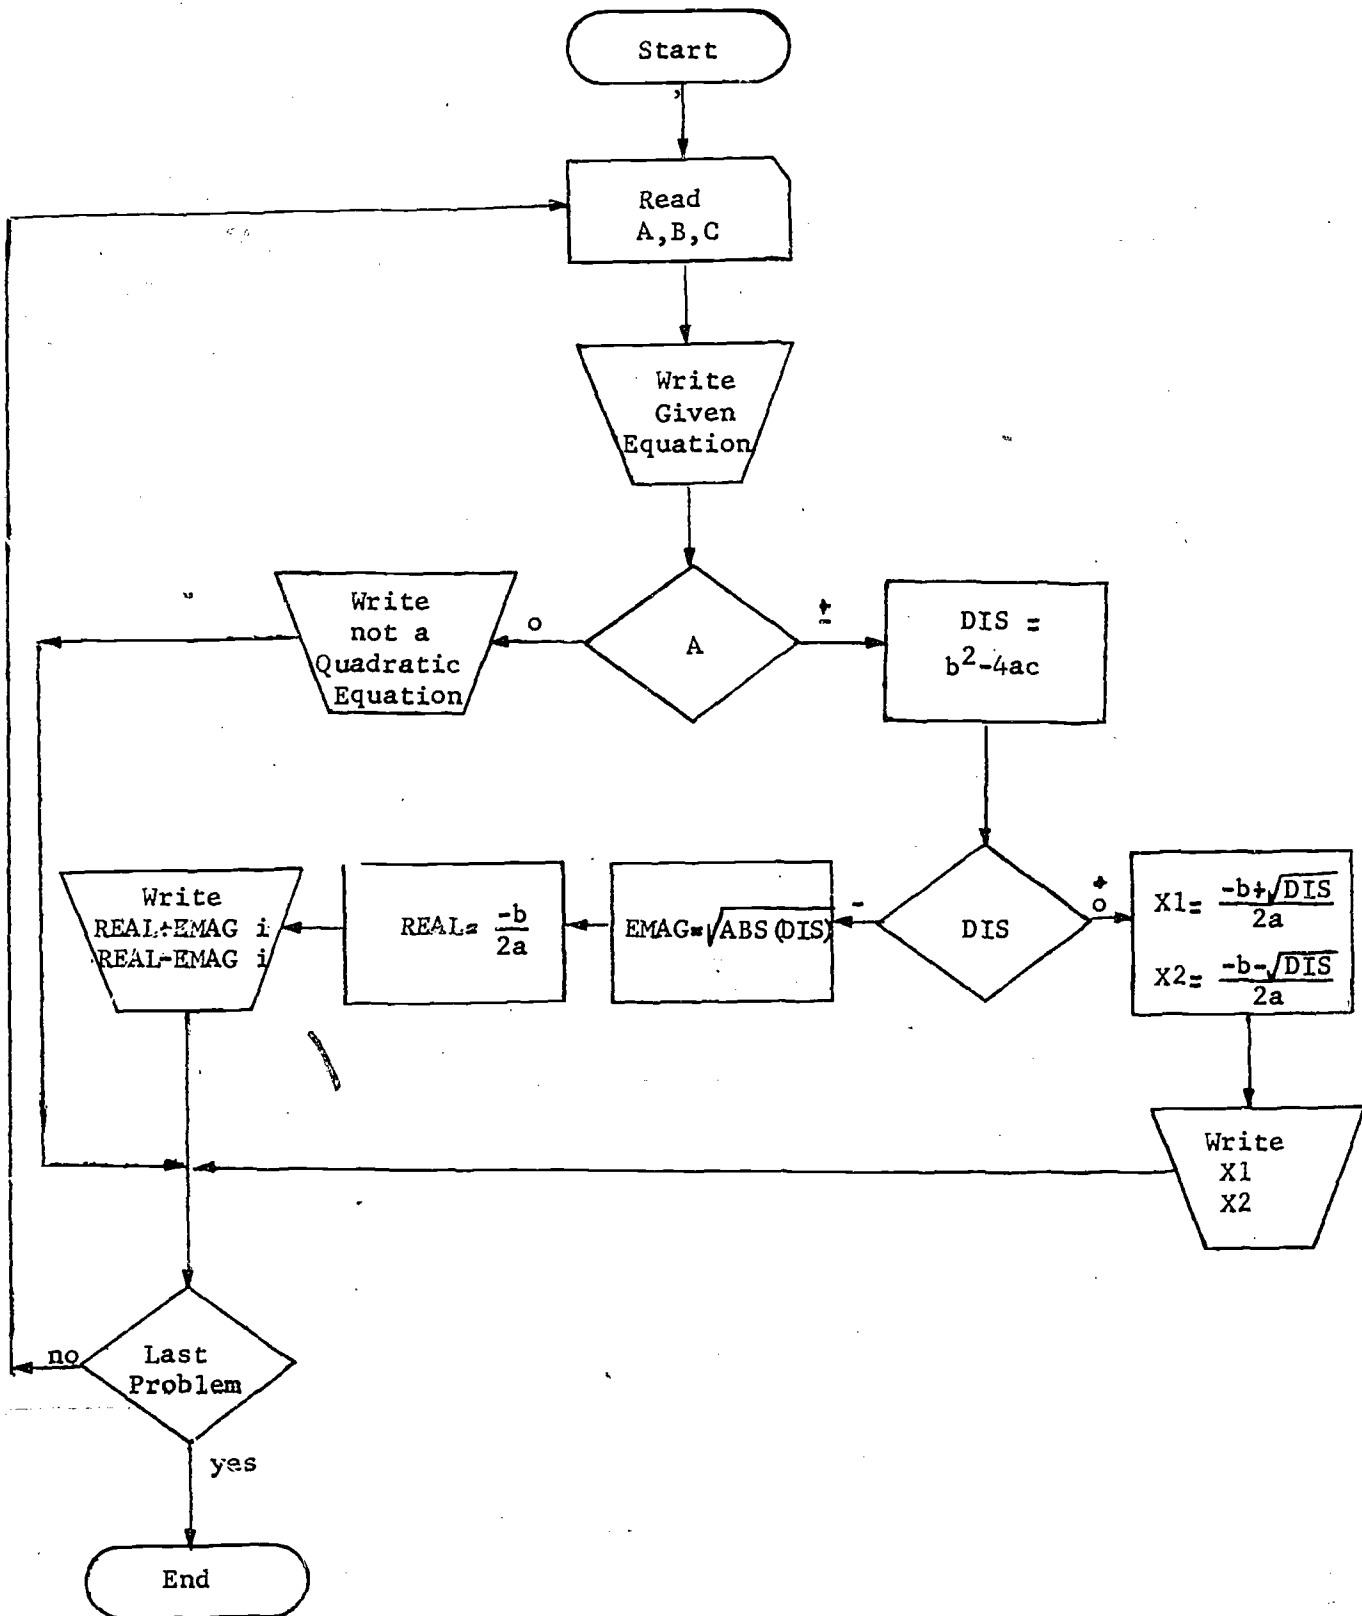 Start
Read
A,B,C
Write
Given
Equation
Write
not a
Quadratic
Equation
o
A
±
DIS =
b²-4ac
Write
REAL+EMAG i
REAL-EMAG i
REAL= -b
2a
EMAG=√ABS(DIS)
-
DIS
+
o
X1= -b+√DIS
2a
X2= -b-√DIS
2a
Write
X1
X2
no
Last
Problem
yes
End